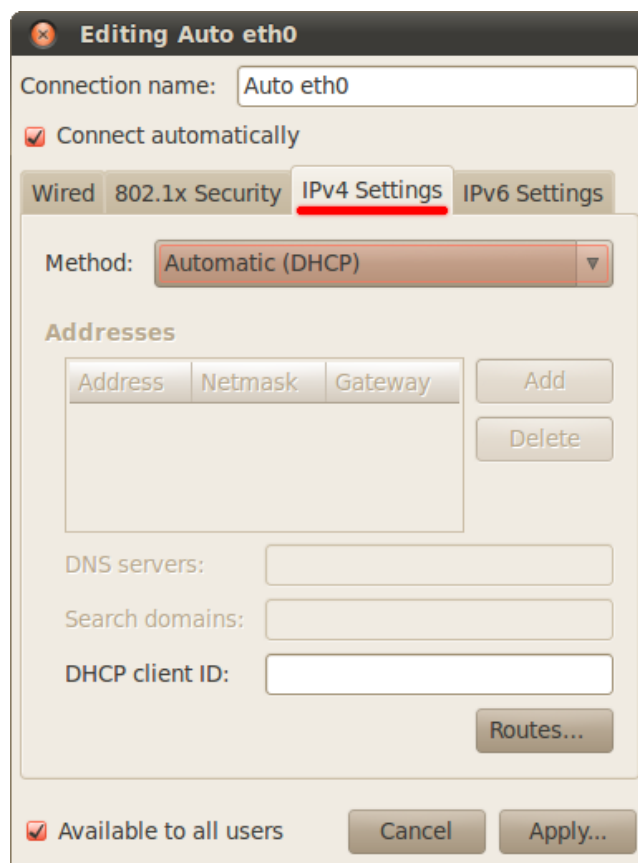 Editing Auto eth0
Connection name: Auto eth0
Connect automatically
Wired 802.1x Security IPv4 Settings IPv6 Settings
Method: Automatic (DHCP)
Addresses
Address Netmask Gateway Add
Delete
DNS servers:
Search domains:
DHCP client ID:
Routes...
Available to all users Cancel Apply...